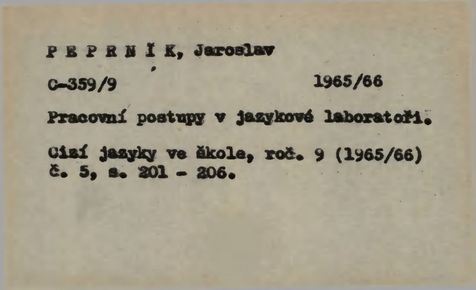 P E P R N Í K, Jaroslav
C-359/9 1965/66
Pracovní postupy v jazykové laboratoři.
Cizí jazyky ve škole, roč. 9 (1965/66)
č. 5, s. 201 - 206.